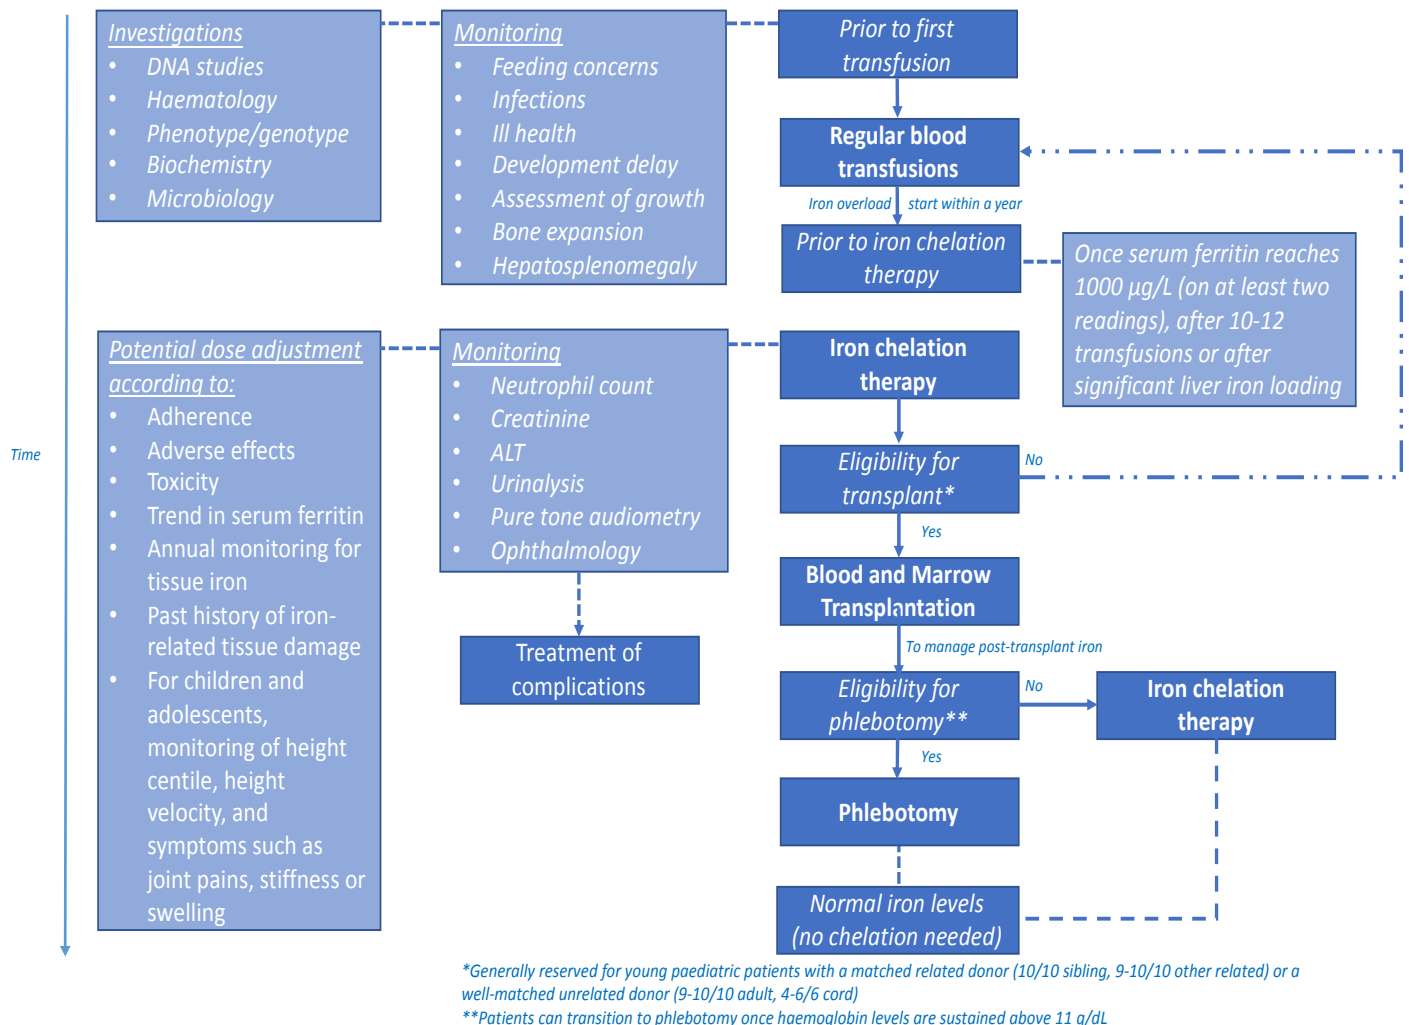 Investigations
• DNA studies
• Haematology
• Phenotype/genotype
• Biochemistry
• Microbiology
Monitoring
• Feeding concerns
• Infections
• Ill health
• Development delay
• Assessment of growth
• Bone expansion
• Hepatosplenomegaly
Prior to first
transfusion
Regular blood
transfusions
Iron overload start within a year
Prior to iron chelation
therapy
Once serum ferritin reaches
1000 µg/L (on at least two
readings), after 10-12
transfusions or after
significant liver iron loading
Time
Potential dose adjustment
according to:
• Adherence
• Adverse effects
• Toxicity
• Trend in serum ferritin
• Annual monitoring for
tissue iron
• Past history of iron-
related tissue damage
• For children and
adolescents,
monitoring of height
centile, height
velocity, and
symptoms such as
joint pains, stiffness or
swelling
Monitoring
• Neutrophil count
• Creatinine
• ALT
• Urinalysis
• Pure tone audiometry
• Ophthalmology
Treatment of
complications
Iron chelation
therapy
Eligibility for
transplant*
No
Yes
Blood and Marrow
Transplantation
To manage post-transplant iron
Eligibility for
phlebotomy**
No
Iron chelation
therapy
Yes
Phlebotomy
Normal iron levels
(no chelation needed)
*Generally reserved for young paediatric patients with a matched related donor (10/10 sibling, 9-10/10 other related) or a
well-matched unrelated donor (9-10/10 adult, 4-6/6 cord)
**Patients can transition to phlebotomy once haemoglobin levels are sustained above 11 g/dL